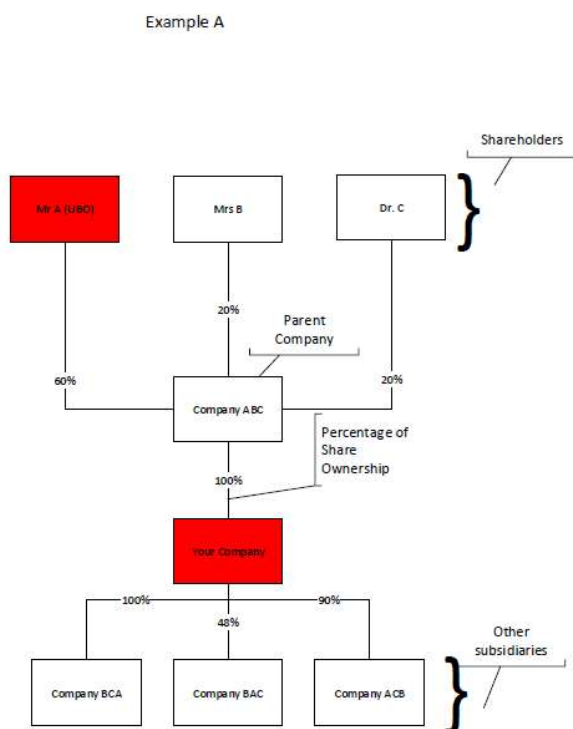 Example A
Shareholders
Mr A (UBO)
Mrs B
Dr. C
20%
Parent
Company
60%
20%
Company ABC
Percentage of
Share
Ownership
100%
Your Company
100%
90%
48%
Other
subsidiaries
Company BCA
Company BAC
Company ACB